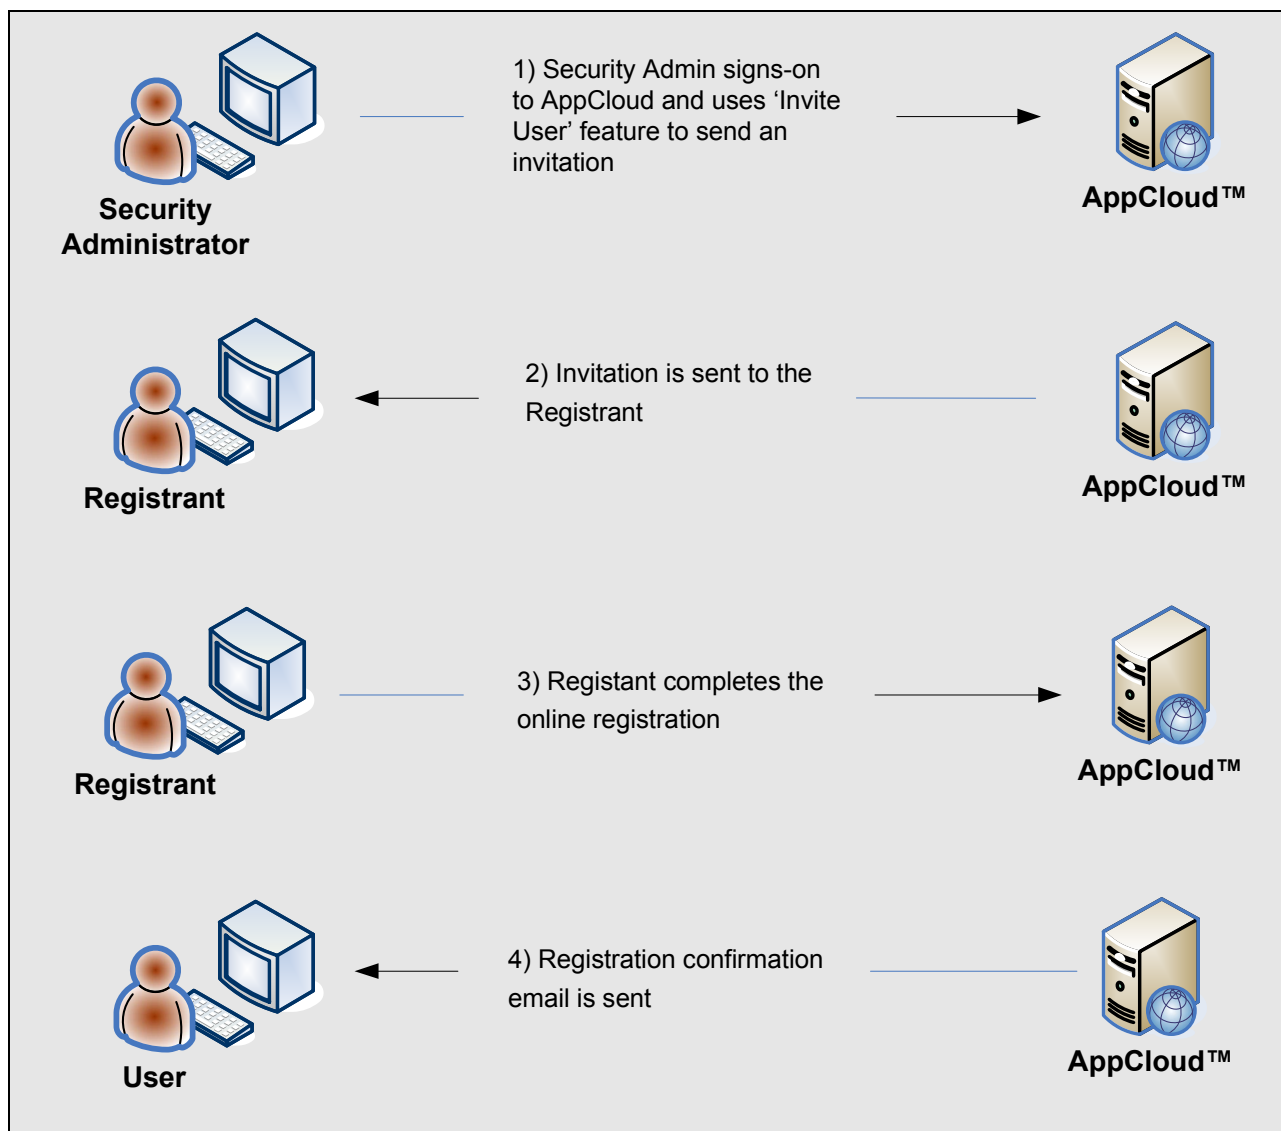 1) Security Admin signs-on
to AppCloud and uses ‘Invite
User’ feature to send an
invitation
Security
Administrator
AppCloud™
2) Invitation is sent to the
Registrant
Registrant
AppCloud™
3) Registant completes the
online registration
Registrant
AppCloud™
4) Registration confirmation
email is sent
User
AppCloud™